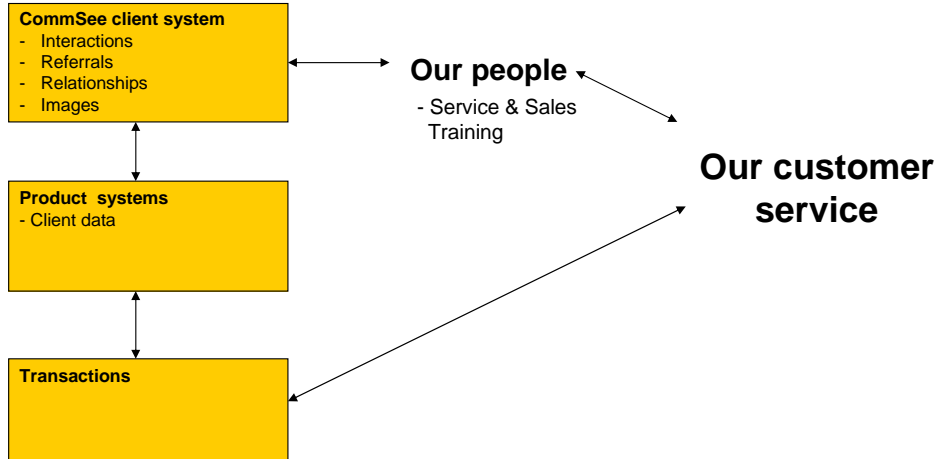 CommSee client system
- Interactions
- Referrals
- Relationships
- Images
Our people
- Service & Sales
Training
Our customer
service
Product systems
- Client data
Transactions